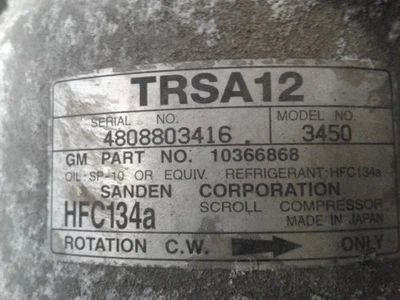 TRSA12
SERIAL NO. MODEL NO.
4808803416. 3450
GM PART NO. 10366868
OIL:SP-10 OR EQUIV. REFRIGERANT:HFC134a
SANDEN CORPORATION
HFC134a SCROLL COMPRESSOR
MADE IN JAPAN
ROTATION C.W. ONLY